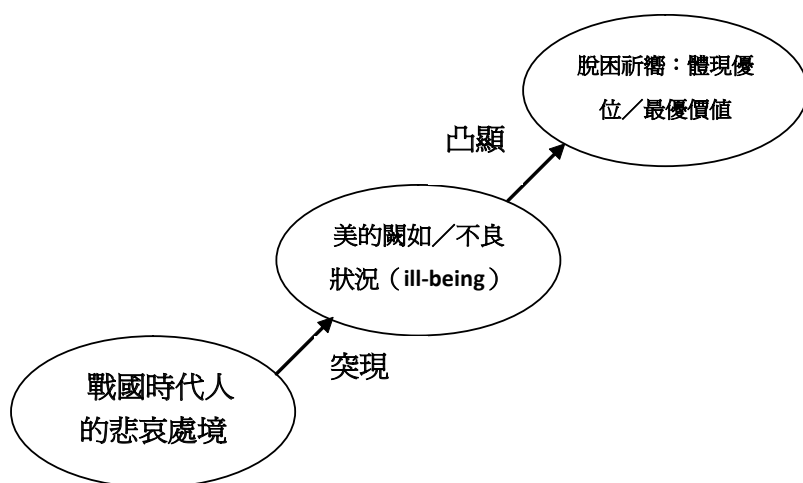 脫困祈嚮：體現優
位／最優價值
凸顯
美的闕如／不良
狀況（ill-being）
突現
戰國時代人
的悲哀處境